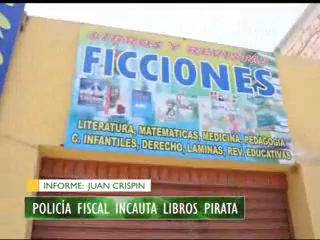 LIBROS Y REVISTAS
FICCIONES
LITERATURA, MATEMATICAS, MEDICINA, PEDAGOGIA
C. INFANTILES, DERECHO, LAMINAS, REV. EDUCATIVAS
INFORME: JUAN CRISPIN
POLICÍA FISCAL INCAUTA LIBROS PIRATA